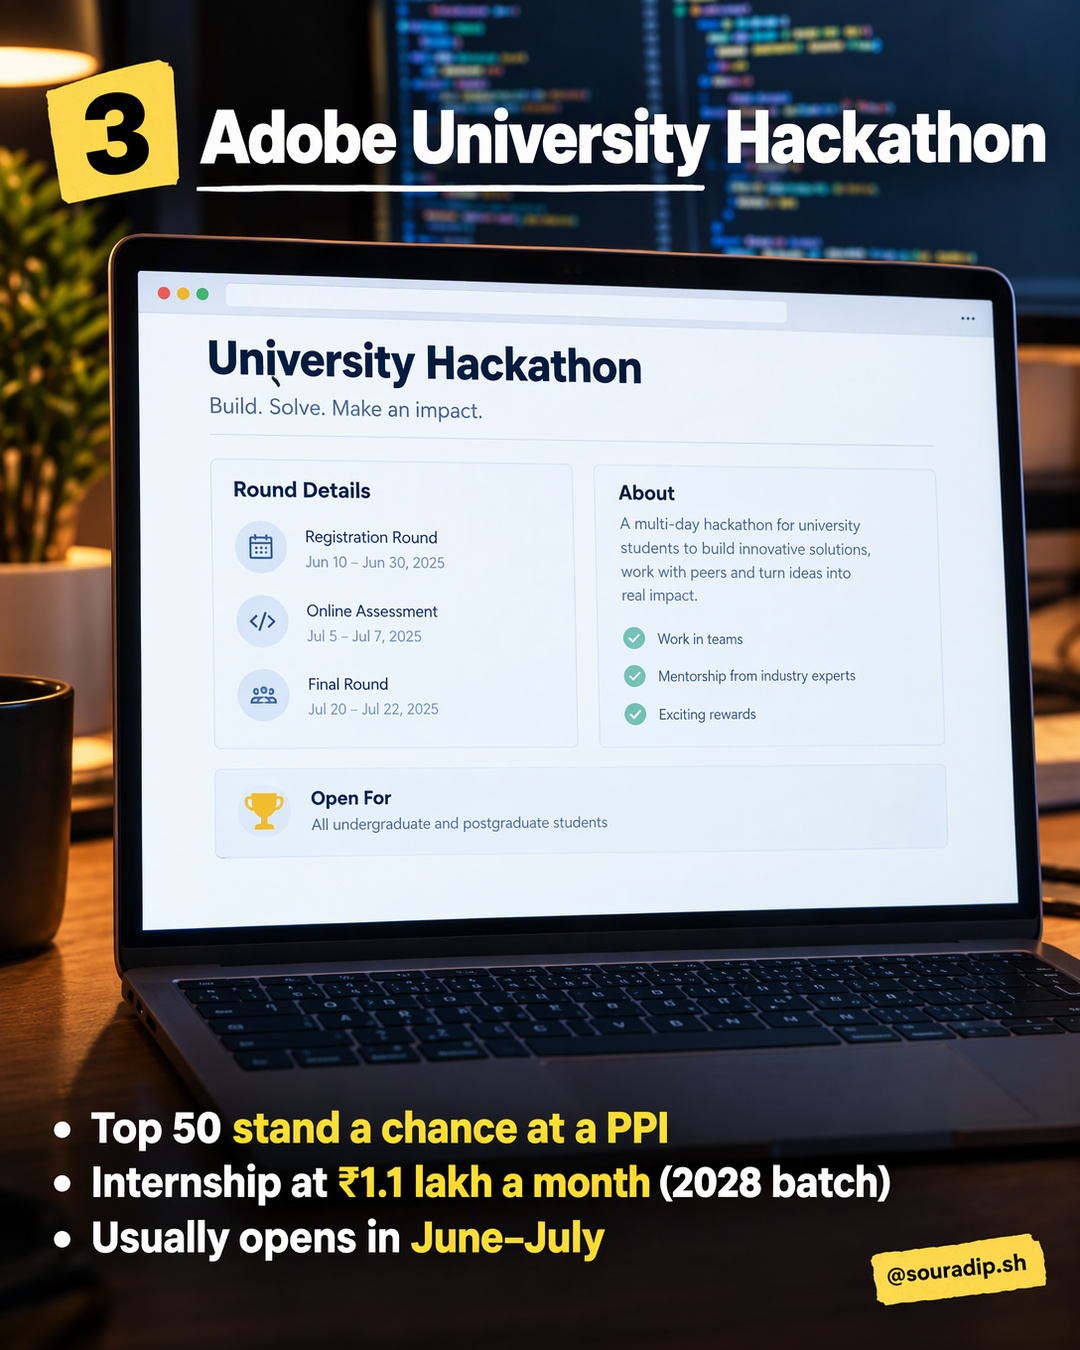 3
Adobe University Hackathon
University Hackathon
Build. Solve. Make an impact.
Round Details
Registration Round
Jun 10 – Jun 30, 2025
Online Assessment
Jul 5 – Jul 7, 2025
Final Round
Jul 20 – Jul 22, 2025
About
A multi-day hackathon for university
students to build innovative solutions,
work with peers and turn ideas into
real impact.
Work in teams
Mentorship from industry experts
Exciting rewards
Open For
All undergraduate and postgraduate students
• Top 50 stand a chance at a PPI
• Internship at ₹1.1 lakh a month (2028 batch)
• Usually opens in June–July
@souradip.sh